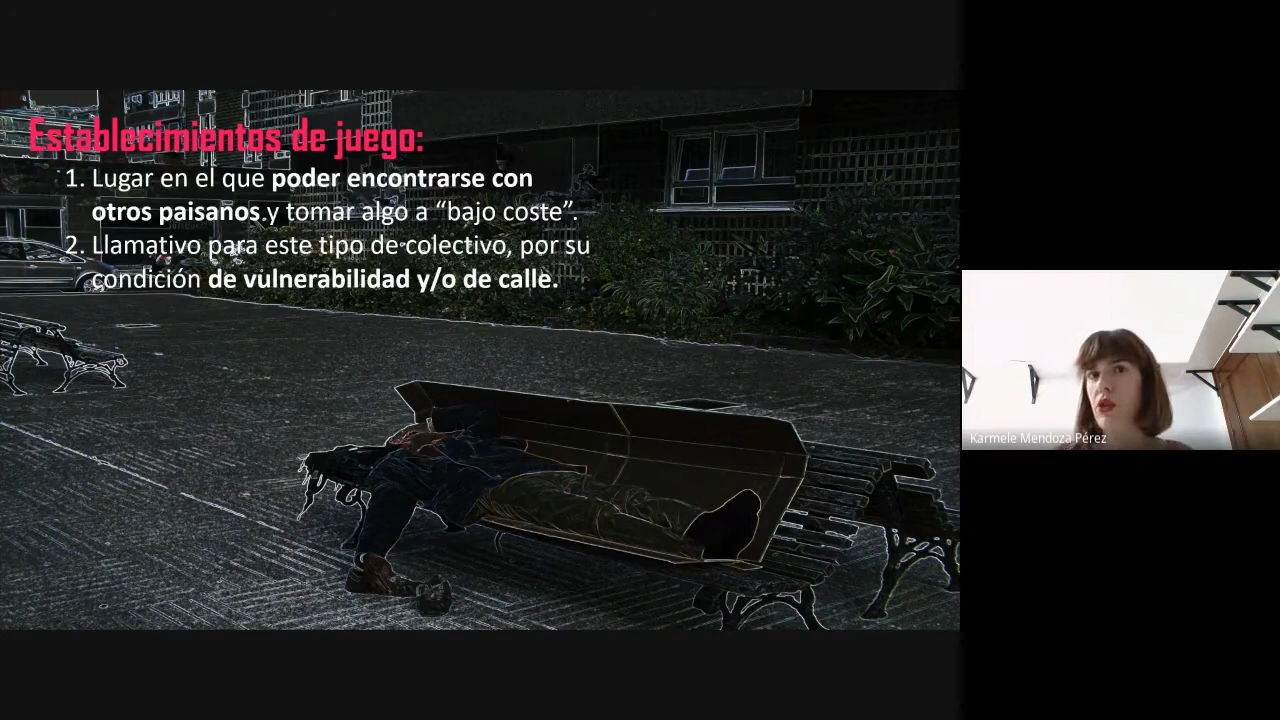 Establecimientos de juego:
1. Lugar en el que poder encontrarse con
otros paisanos y tomar algo a “bajo coste”.
2. Llamativo para este tipo de colectivo, por su
condición de vulnerabilidad y/o de calle.
Karmele Mendoza Pérez